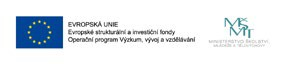 EVROPSKÁ UNIE
Evropské strukturální a investiční fondy
Operační program Výzkum, vývoj a vzdělávání
MINISTERSTVO ŠKOLSTVÍ,
MLÁDEŽE A TĚLOVÝCHOVY